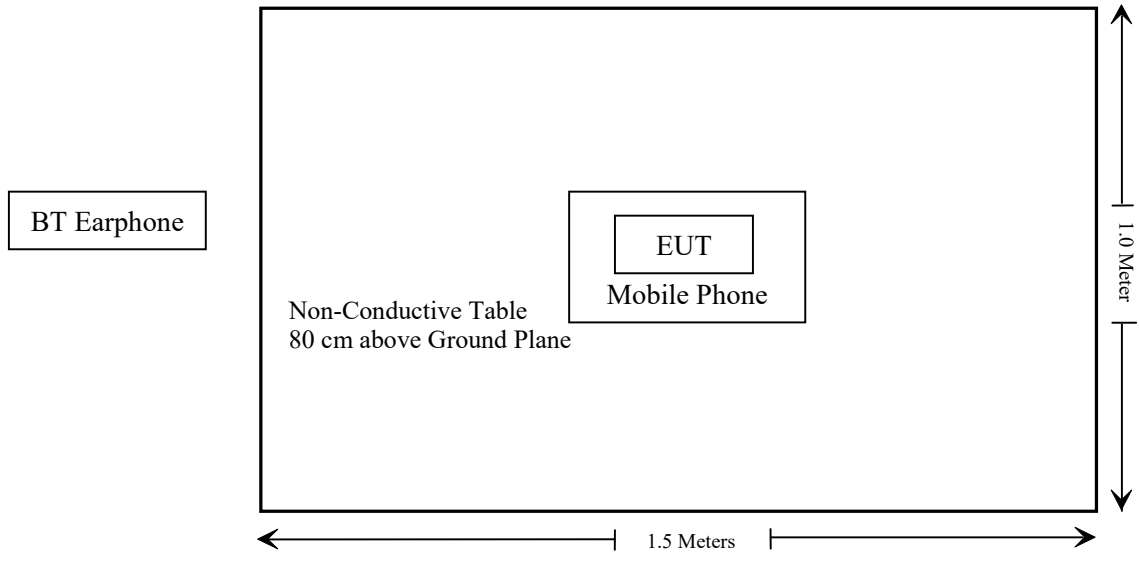 BT Earphone
EUT
Mobile Phone
Non-Conductive Table
80 cm above Ground Plane
1.0 Meter
1.5 Meters